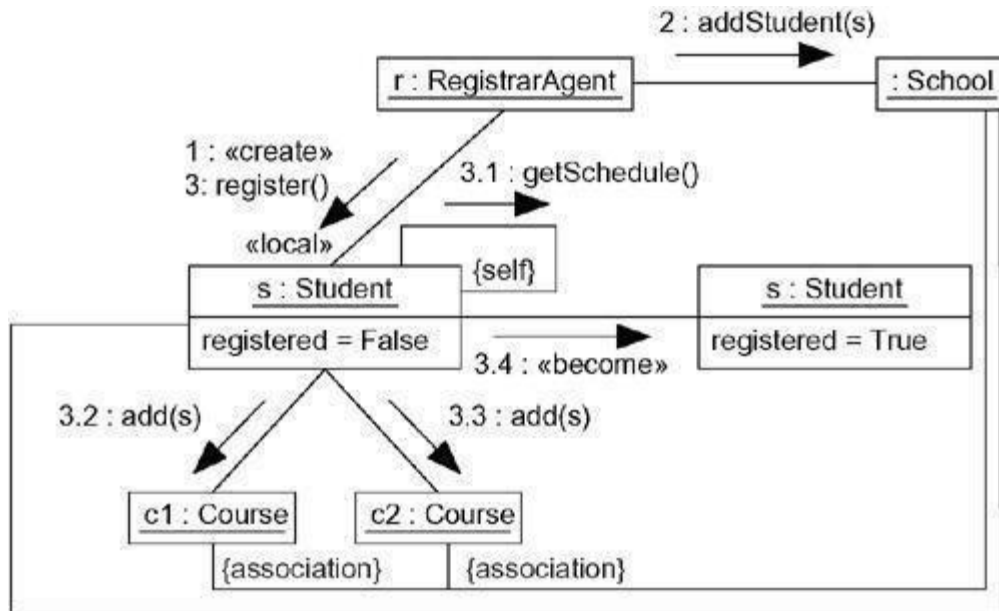 2 : addStudent(s)
r : RegistrarAgent
: School
1 : «create»
3: register()
3.1 : getSchedule()
«local»
{self}
s : Student
registered = False
s : Student
registered = True
3.4 : «become»
3.2 : add(s)
3.3 : add(s)
c1 : Course
c2 : Course
{association}
{association}